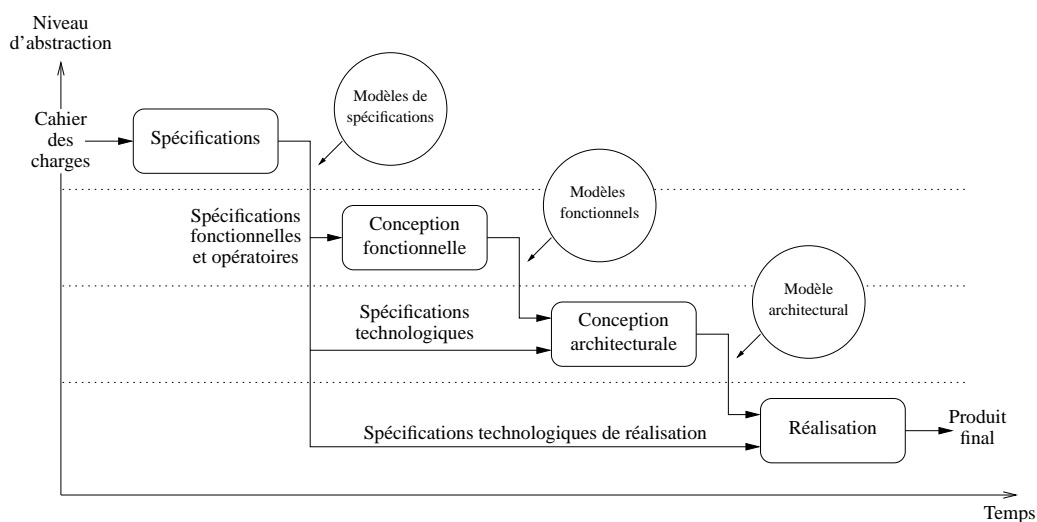 Niveau
d'abstraction
Cahier
des
charges
Spécifications
Modèles de
spécifications
Spécifications
fonctionnelles
et opératoires
Conception
fonctionnelle
Modèles
fonctionnels
Spécifications
technologiques
Conception
architecturale
Modèle
architectural
Spécifications technologiques de réalisation
Réalisation
Produit
final
Temps